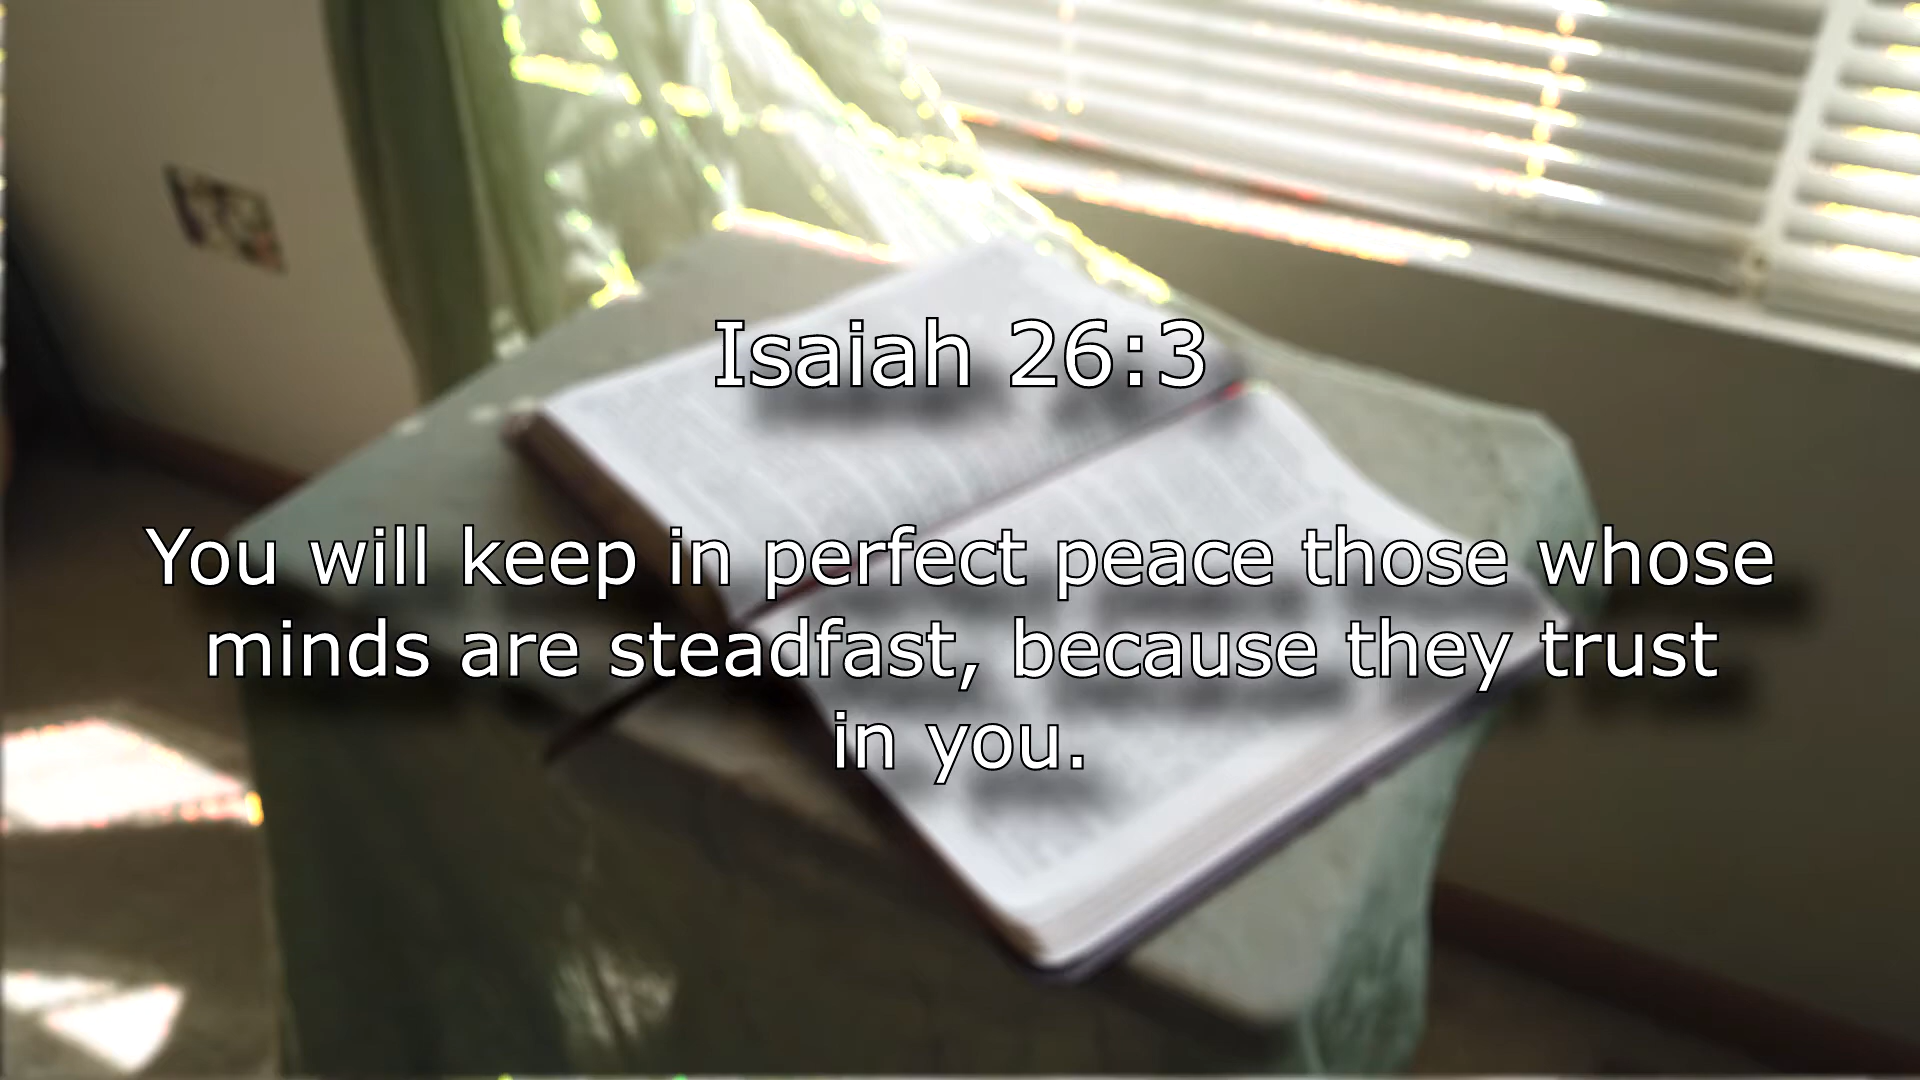 Isaiah 26:3
You will keep in perfect peace those whose
minds are steadfast, because they trust
in you.